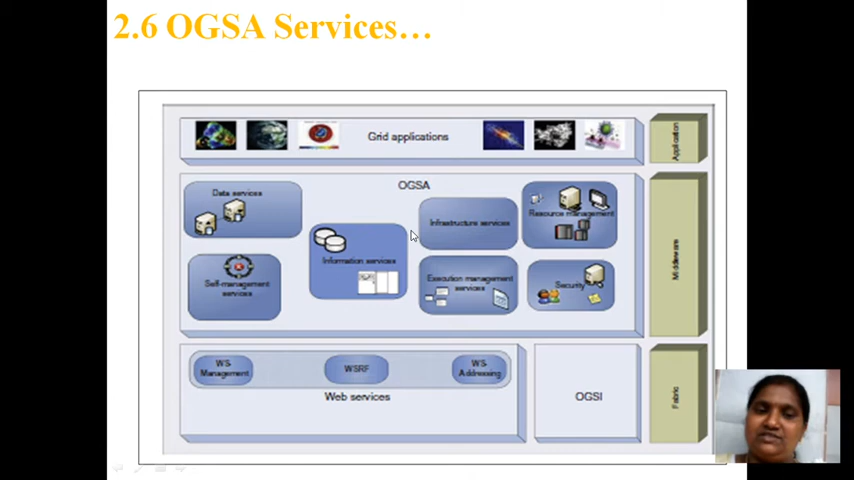 2.6 OGSA Services…
Grid applications
Application
OGSA
Data services
Infrastructure services
Resource management
Information services
Self-management
services
Execution management
services
Security
Middleware
WS-
Management
WSRF
WS-
Addressing
Web services
OGSI
Fabric